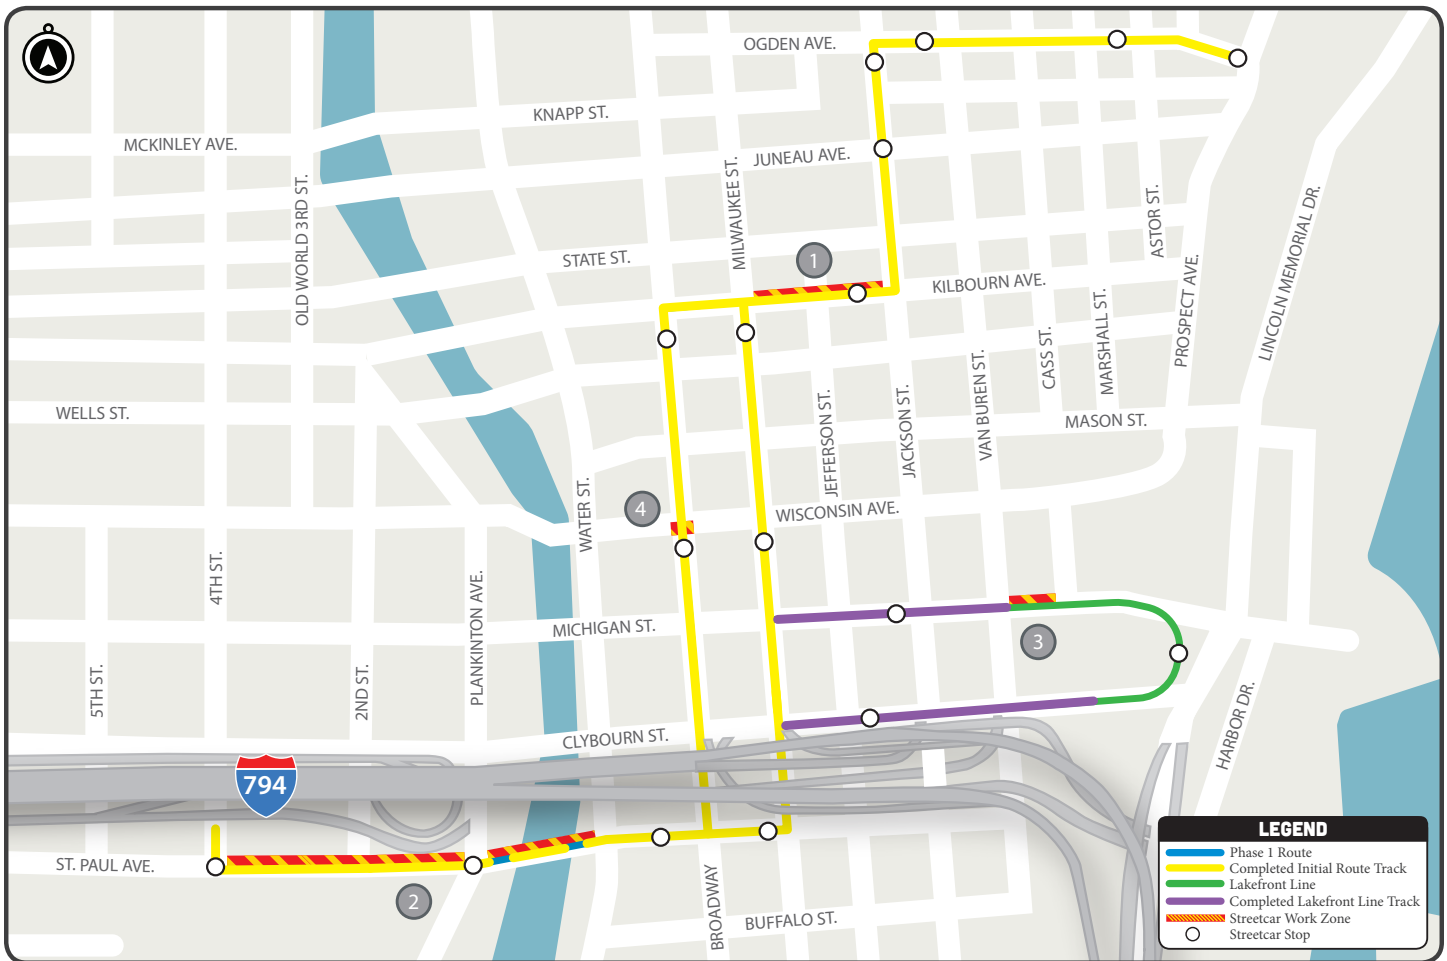 OGDEN AVE.
KNAPP ST.
MCKINLEY AVE.
JUNEAU AVE.
MILWAUKEE ST.
OLD WORLD 3RD ST.
ASTOR ST.
LINCOLN MEMORIAL DR.
STATE ST.
1
KILBOURN AVE.
PROSPECT AVE.
CASS ST.
MARSHALL ST.
VAN BUREN ST.
JACKSON ST.
JEFFERSON ST.
WELLS ST.
MASON ST.
WATER ST.
4
WISCONSIN AVE.
4TH ST.
PLANKINTON AVE.
MICHIGAN ST.
3
5TH ST.
2ND ST.
CLYBOURN ST.
HARBOR DR.
794
ST. PAUL AVE.
2
BROADWAY
BUFFALO ST.
LEGEND
Phase 1 Route
Completed Initial Route Track
Lakefront Line
Completed Lakefront Line Track
Streetcar Work Zone
Streetcar Stop